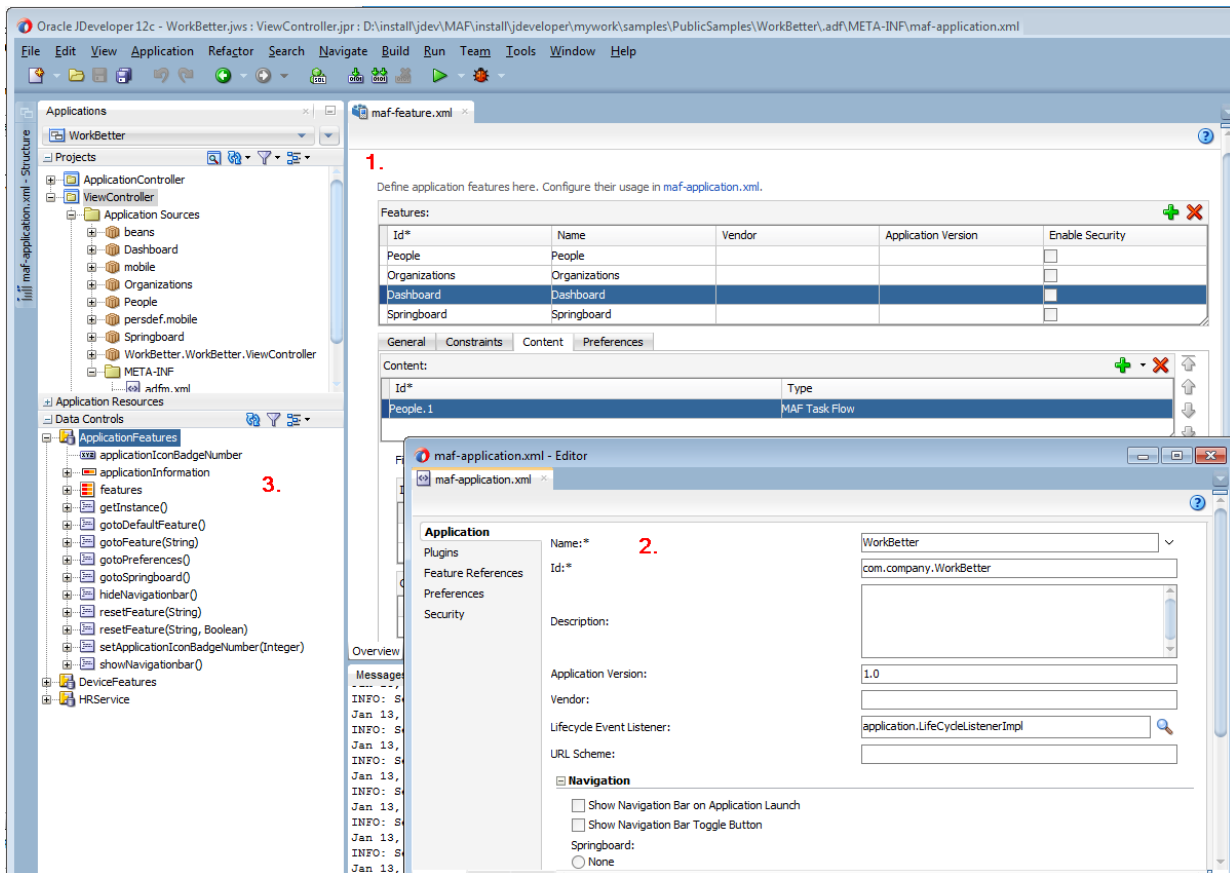 Oracle JDeveloper 12c - WorkBetter.jws : ViewController.jpr : D:\install\jdev\MAF\install\jdeveloper\mywork\samples\PublicSamples\WorkBetter\.adf\META-INF\maf-application.xml
File Edit View Application Refactor Search Navigate Build Run Team Tools Window Help
maf-application.xml - Structure
Applications
WorkBetter
Projects
ApplicationController
ViewController
Application Sources
beans
Dashboard
mobile
Organizations
People
persdef.mobile
Springboard
WorkBetter.WorkBetter.ViewController
META-INF
adfm.xml
Application Resources
Data Controls
ApplicationFeatures
applicationIconBadgeNumber
applicationInformation
features
3.
getInstance()
gotoDefaultFeature()
gotoFeature(String)
gotoPreferences()
gotoSpringboard()
hideNavigationbar()
resetFeature(String)
resetFeature(String, Boolean)
setApplicationIconBadgeNumber(Integer)
showNavigationbar()
DeviceFeatures
HRService
maf-feature.xml
1.
Define application features here. Configure their usage in maf-application.xml.
Features:
Id* Name Vendor Application Version Enable Security
People People
Organizations Organizations
Dashboard Dashboard
Springboard Springboard
General Constraints Content Preferences
Content:
Id* Type
People.1 MAF Task Flow
Overview
Messages
INFO: S
Jan 13,
INFO: S
Jan 13,
INFO: S
Jan 13,
INFO: S
Jan 13,
INFO: S
Jan 13,
INFO: S
Jan 13,
maf-application.xml - Editor
maf-application.xml
Application
Plugins
Feature References
Preferences
Security
2.
Name:* WorkBetter
Id:* com.company.WorkBetter
Description:
Application Version: 1.0
Vendor:
Lifecycle Event Listener: application.LifeCycleListenerImpl
URL Scheme:
Navigation
Show Navigation Bar on Application Launch
Show Navigation Bar Toggle Button
Springboard:
None